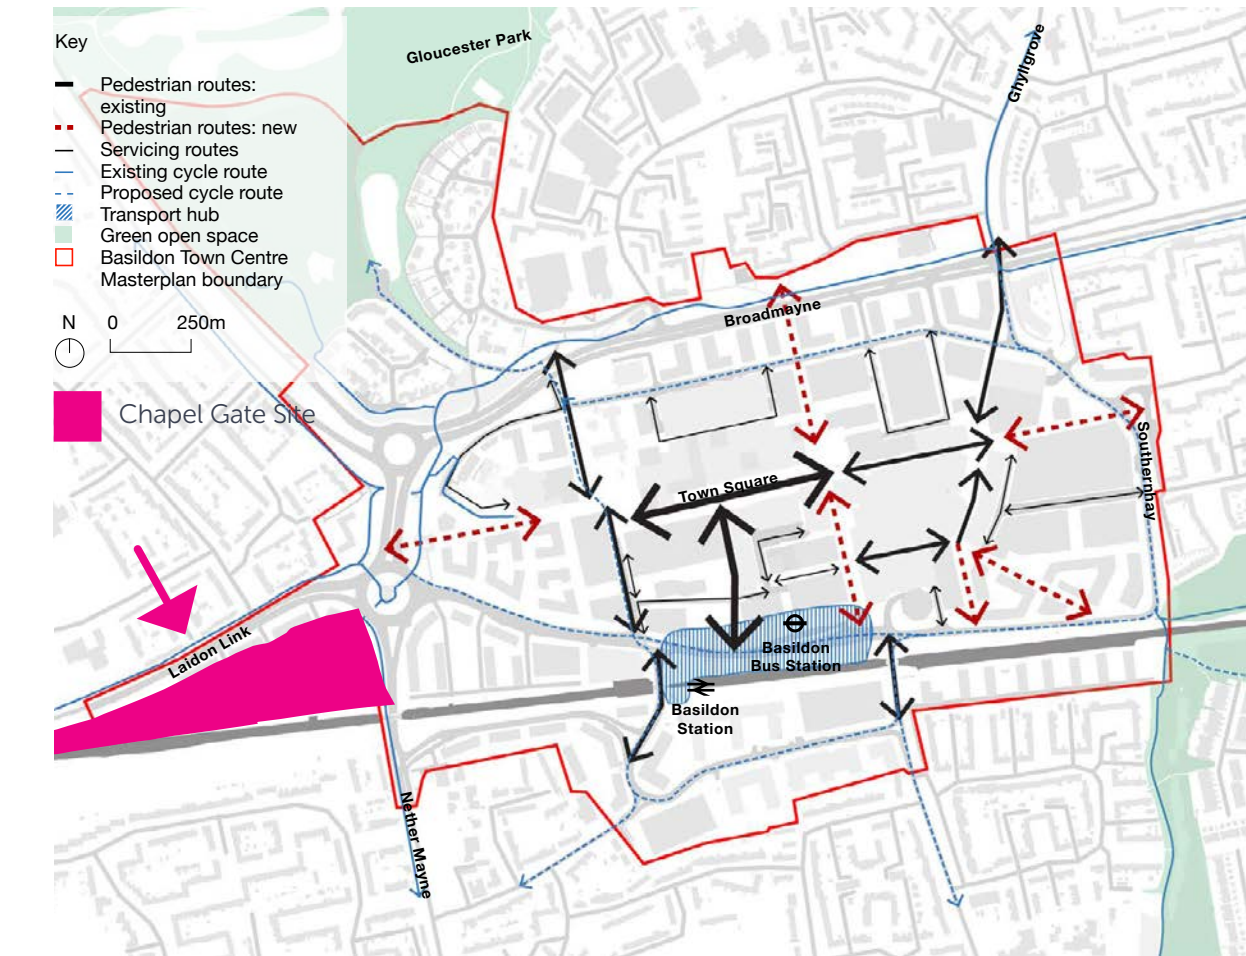 Key
Pedestrian routes:
existing
Pedestrian routes: new
Servicing routes
Existing cycle route
Proposed cycle route
Transport hub
Green open space
Basildon Town Centre
Masterplan boundary
N 0 250m
Chapel Gate Site
Gloucester Park
Ghyllgrove
Broadmayne
Town Square
Southernhay
Laidon Link
Basildon
Bus Station
Basildon
Station
Nether Mayne